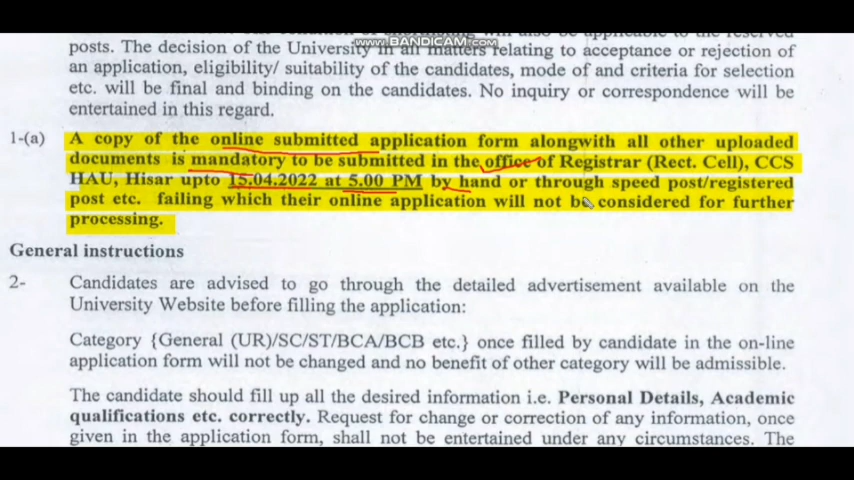 posts. The decision of the University in all matters relating to acceptance or rejection of
www.BANDICAM.com
an application, eligibility/ suitability of the candidates, mode of and criteria for selection
etc. will be final and binding on the candidates. No inquiry or correspondence will be
entertained in this regard.
1-(a) A copy of the online submitted application form alongwith all other uploaded
documents is mandatory to be submitted in the office of Registrar (Rect. Cell), CCS
HAU, Hisar upto 15.04.2022 at 5.00 PM by hand or through speed post/registered
post etc. failing which their online application will not be considered for further
processing.
General instructions
2- Candidates are advised to go through the detailed advertisement available on the
University Website before filling the application:
Category {General (UR)/SC/ST/BCA/BCB etc.} once filled by candidate in the on-line
application form will not be changed and no benefit of other category will be admissible.
The candidate should fill up all the desired information i.e. Personal Details, Academic
qualifications etc. correctly. Request for change or correction of any information, once
given in the application form, shall not be entertained under any circumstances. The